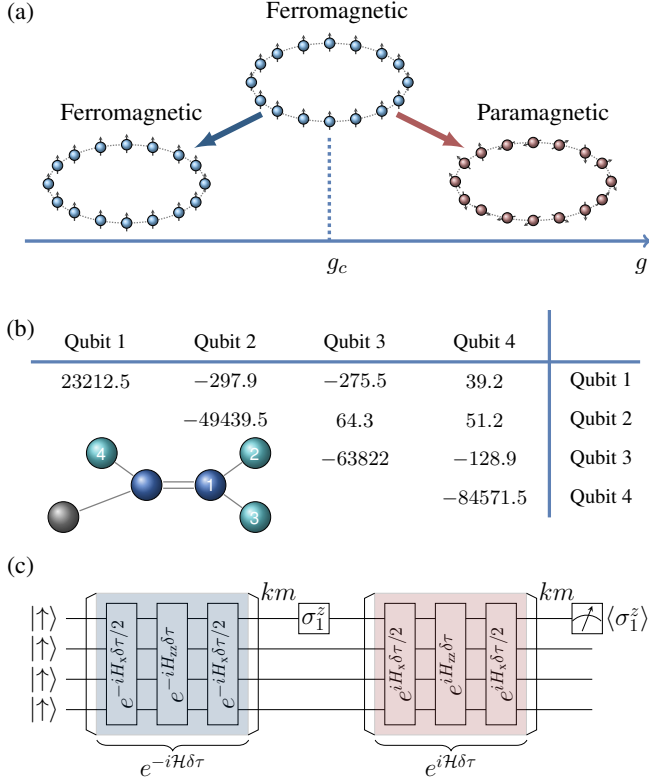 (a)
Ferromagnetic
Ferromagnetic
Paramagnetic
g_c
g
(b)
Qubit 1 Qubit 2 Qubit 3 Qubit 4
23212.5 −297.9 −275.5 39.2 Qubit 1
−49439.5 64.3 51.2 Qubit 2
−63822 −128.9 Qubit 3
−84571.5 Qubit 4
4
2
1
3
(c)
km
km
|↑⟩ σ₁ᶻ ⟨σ₁ᶻ⟩
|↑⟩
|↑⟩
|↑⟩
e^{−iH_x δτ/2}
e^{−iH_zz δτ}
e^{−iH_x δτ/2}
e^{iH_x δτ/2}
e^{iH_zz δτ}
e^{iH_x δτ/2}
e^{−iℋδτ}
e^{iℋδτ}